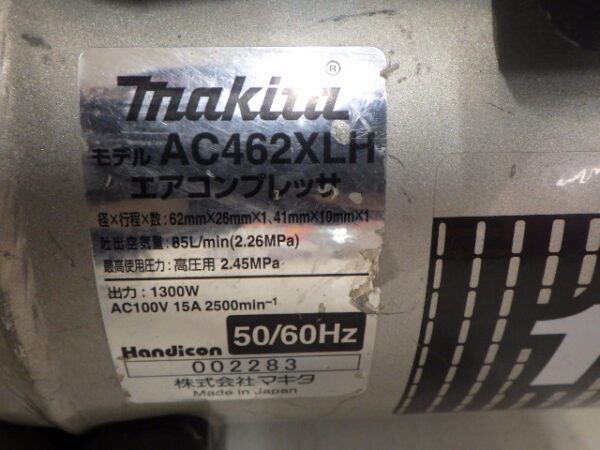 makita®
モデル AC462XLH
エアコンプレッサ
径×行程×数:62mm×26mm×1、41mm×10mm×1
吐出空気量:85L/min(2.26MPa)
最高使用圧力:高圧用 2.45MPa
出力:1300W
AC100V 15A 2500min⁻¹
Handicon 50/60Hz
002283
株式会社マキタ
Made in Japan
1